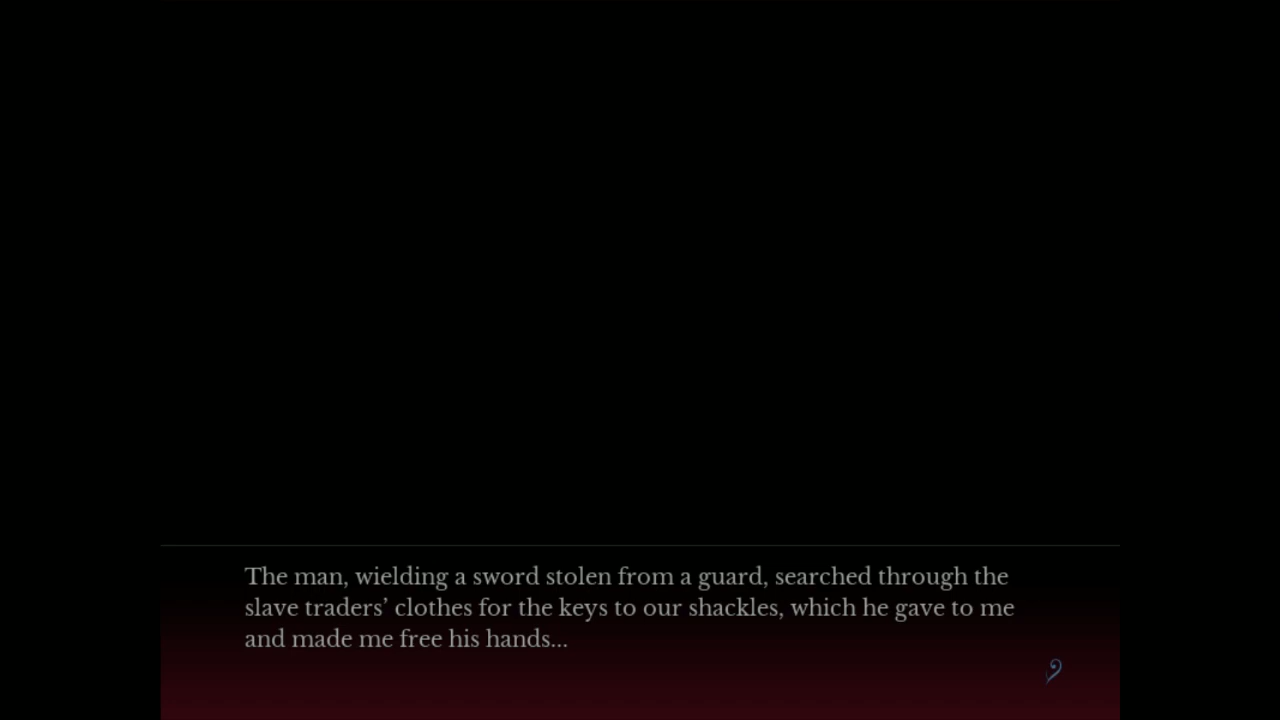 The man, wielding a sword stolen from a guard, searched through the
slave traders’ clothes for the keys to our shackles, which he gave to me
and made me free his hands...